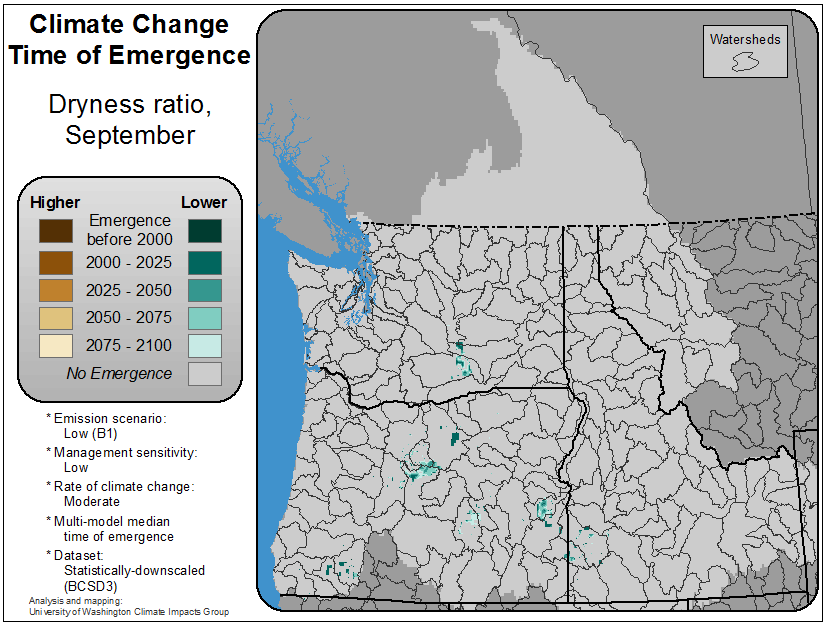 Climate Change
Time of Emergence
Dryness ratio,
September
Higher
Lower
Emergence
before 2000
2000 - 2025
2025 - 2050
2050 - 2075
2075 - 2100
No Emergence
* Emission scenario:
Low (B1)
* Management sensitivity:
Low
* Rate of climate change:
Moderate
* Multi-model median
time of emergence
* Dataset:
Statistically-downscaled
(BCSD3)
Analysis and mapping:
University of Washington Climate Impacts Group
Watersheds